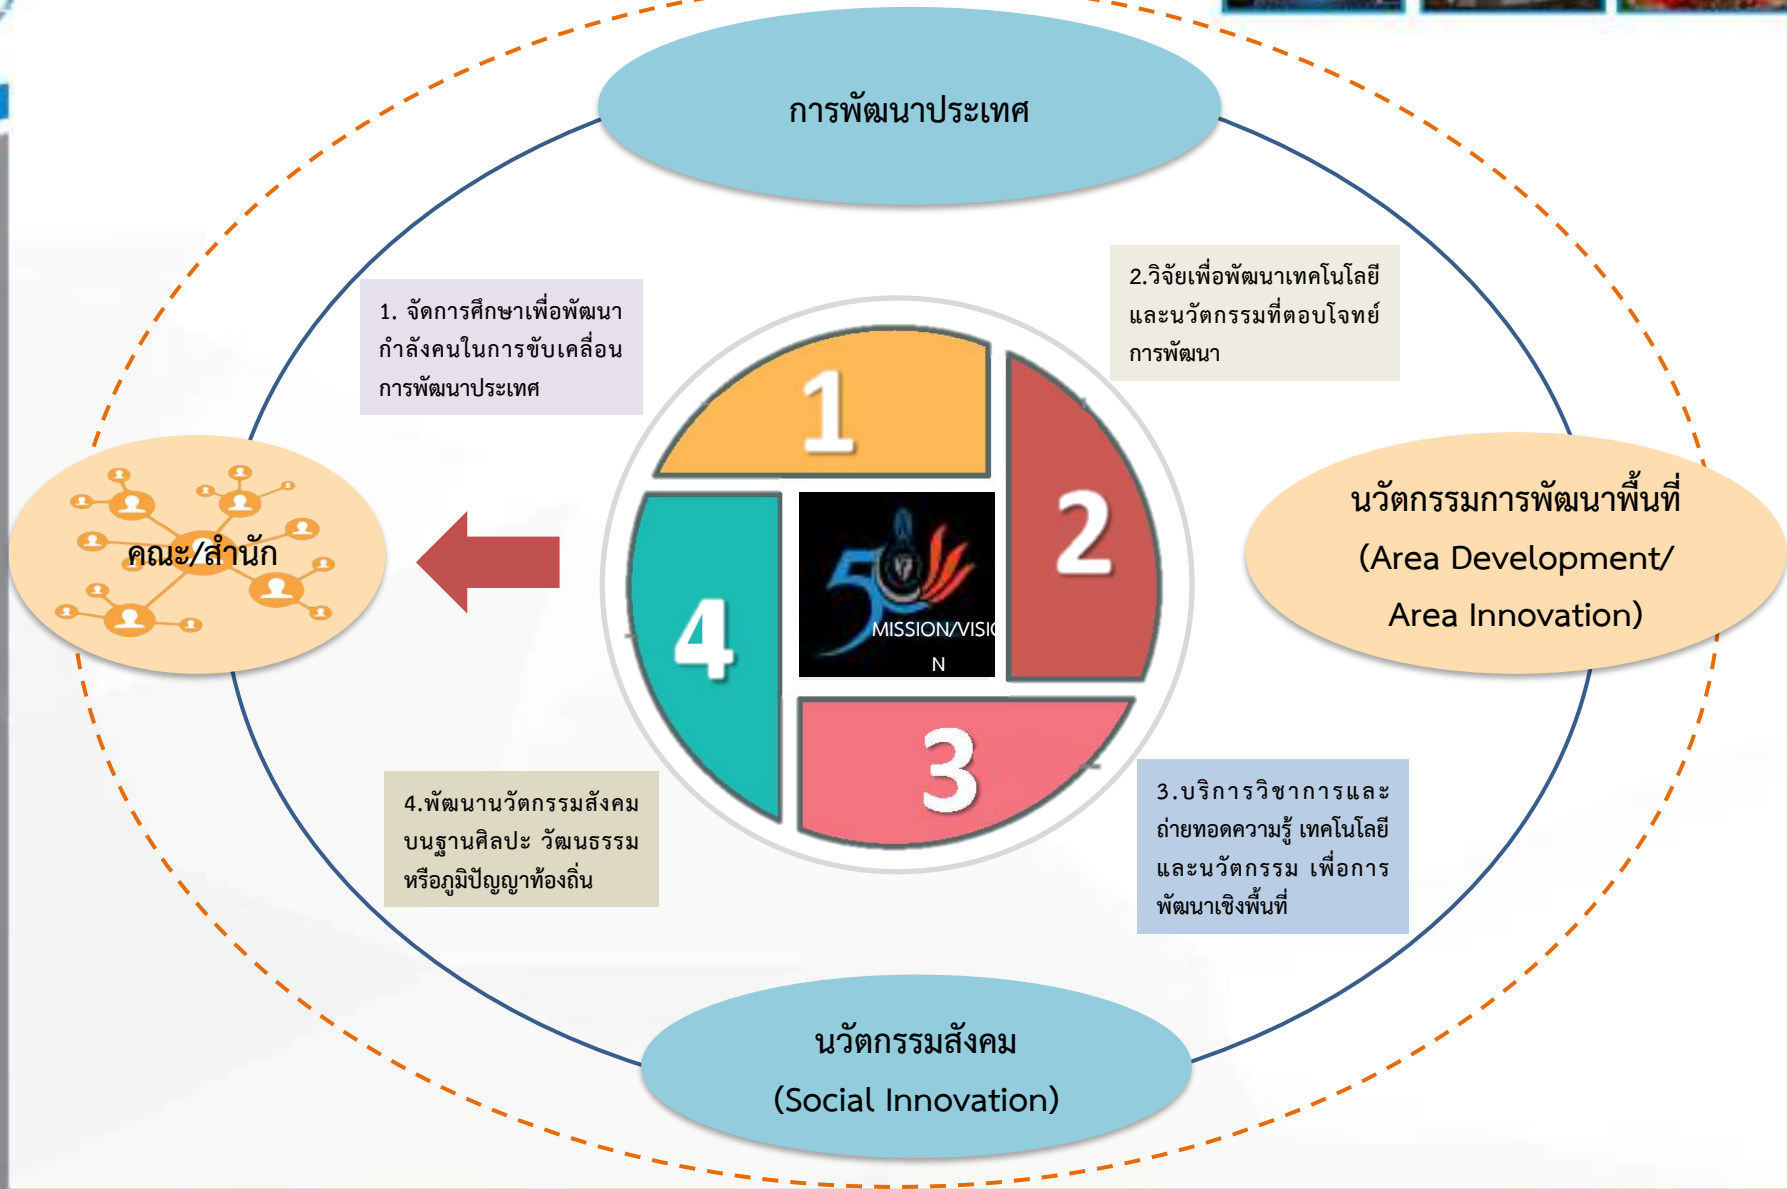 การพัฒนาประเทศ
1. จัดการศึกษาเพื่อพัฒนา
กำลังคนในการขับเคลื่อน
การพัฒนาประเทศ
2.วิจัยเพื่อพัฒนาเทคโนโลยี
และนวัตกรรมที่ตอบโจทย์
การพัฒนา
1
2
3
4
50
MISSION/VISIO
N
คณะ/สำนัก
นวัตกรรมการพัฒนาพื้นที่
(Area Development/
Area Innovation)
4.พัฒนานวัตกรรมสังคม
บนฐานศิลปะ วัฒนธรรม
หรือภูมิปัญญาท้องถิ่น
3.บริการวิชาการและ
ถ่ายทอดความรู้ เทคโนโลยี
และนวัตกรรม เพื่อการ
พัฒนาเชิงพื้นที่
นวัตกรรมสังคม
(Social Innovation)